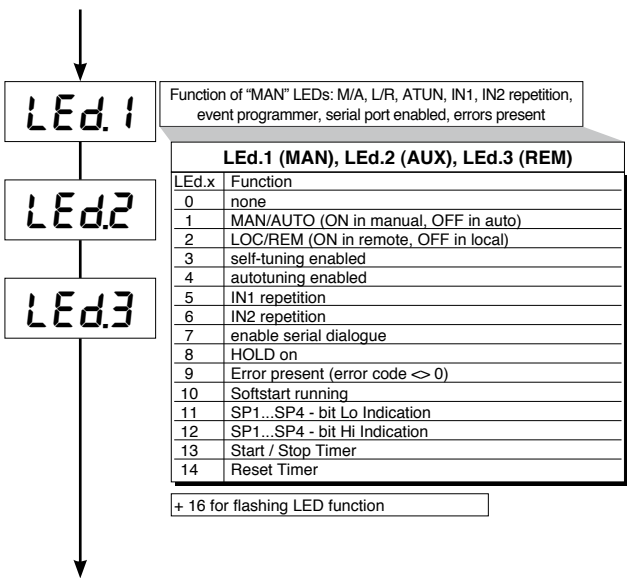 LEd.1
Function of “MAN” LEDs: M/A, L/R, ATUN, IN1, IN2 repetition,
event programmer, serial port enabled, errors present
LEd.1 (MAN), LEd.2 (AUX), LEd.3 (REM)
LEd.x Function
0 none
1 MAN/AUTO (ON in manual, OFF in auto)
2 LOC/REM (ON in remote, OFF in local)
3 self-tuning enabled
4 autotuning enabled
5 IN1 repetition
6 IN2 repetition
7 enable serial dialogue
8 HOLD on
9 Error present (error code <> 0)
10 Softstart running
11 SP1...SP4 - bit Lo Indication
12 SP1...SP4 - bit Hi Indication
13 Start / Stop Timer
14 Reset Timer
+ 16 for flashing LED function
LEd.2
LEd.3